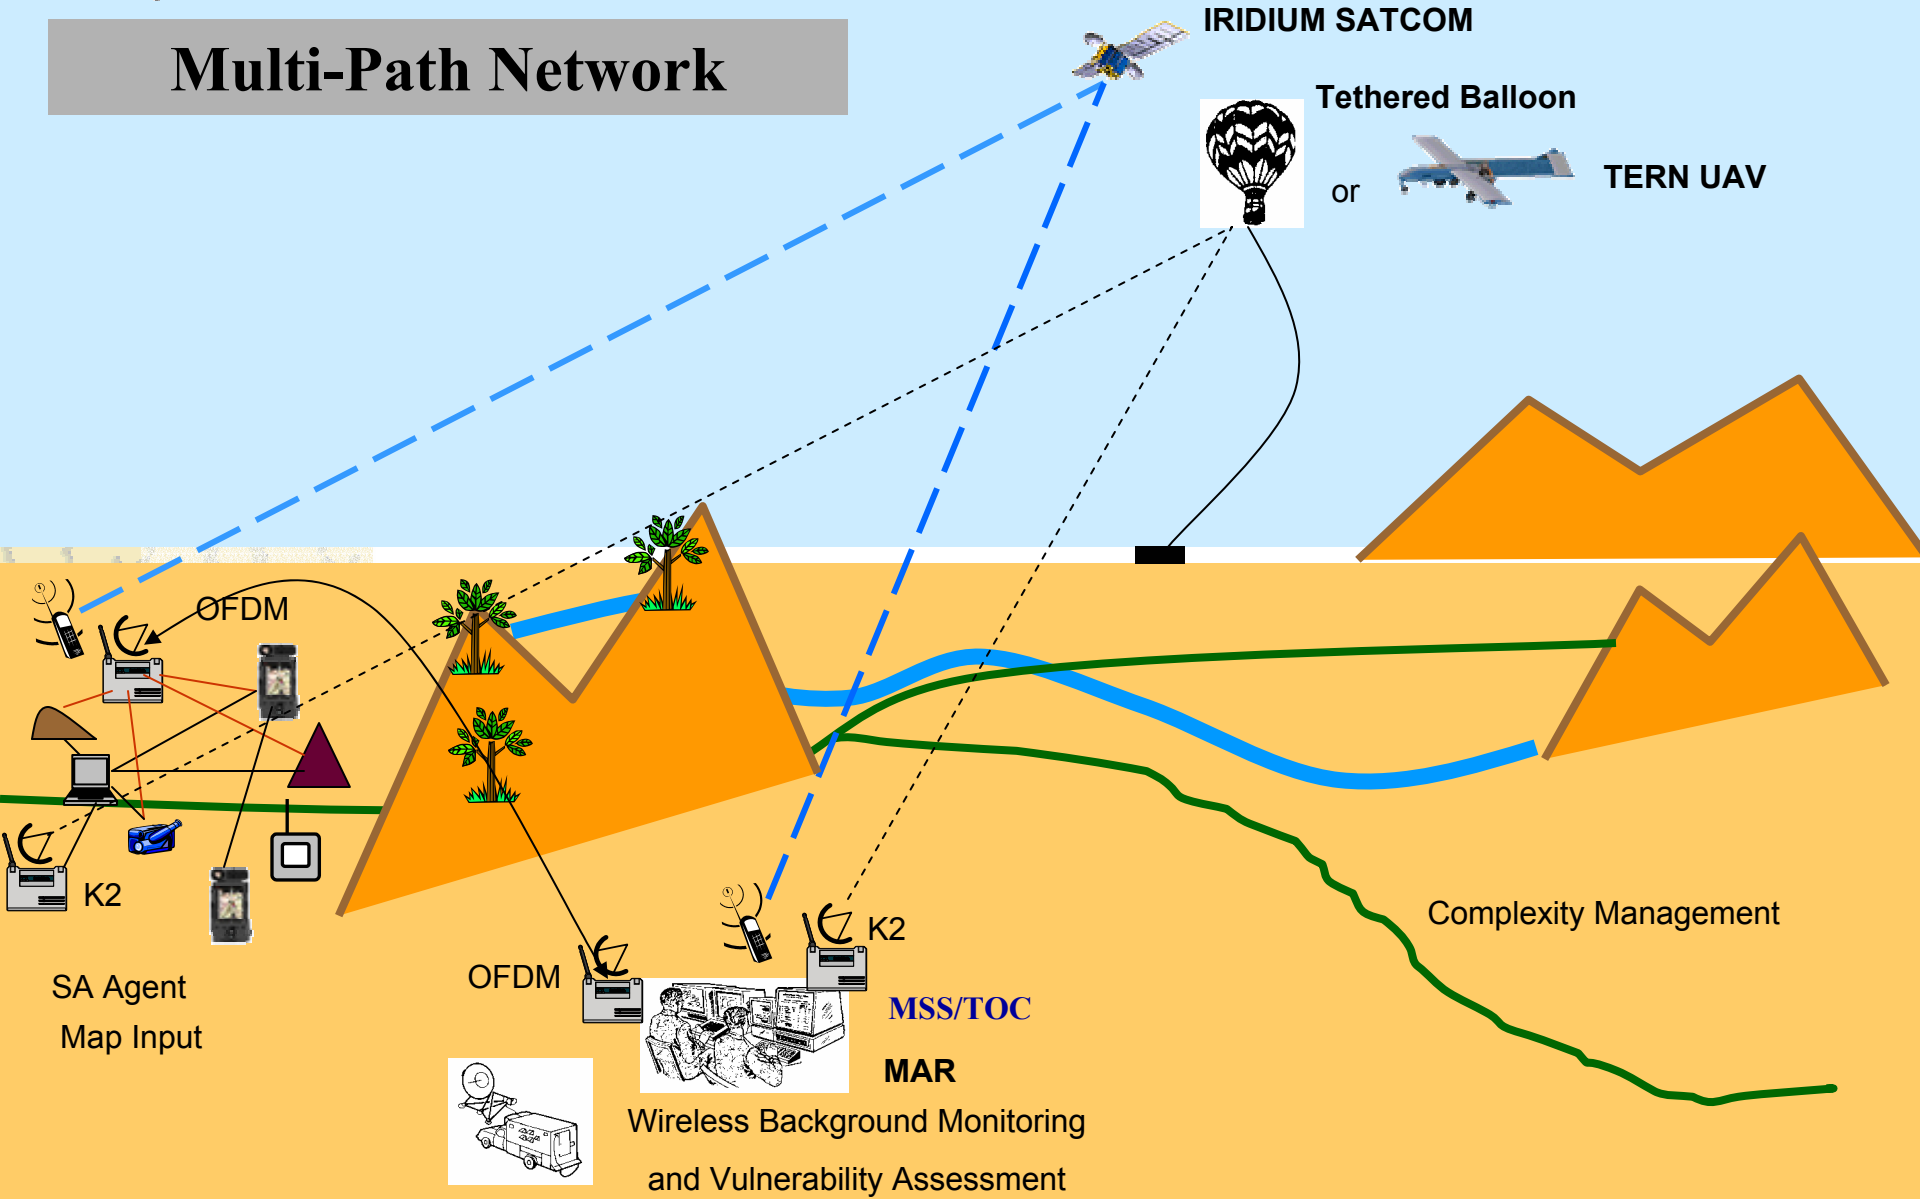 Multi-Path Network
IRIDIUM SATCOM
Tethered Balloon
or
TERN UAV
OFDM
K2
SA Agent
Map Input
OFDM
K2
MSS/TOC
MAR
Wireless Background Monitoring
and Vulnerability Assessment
Complexity Management